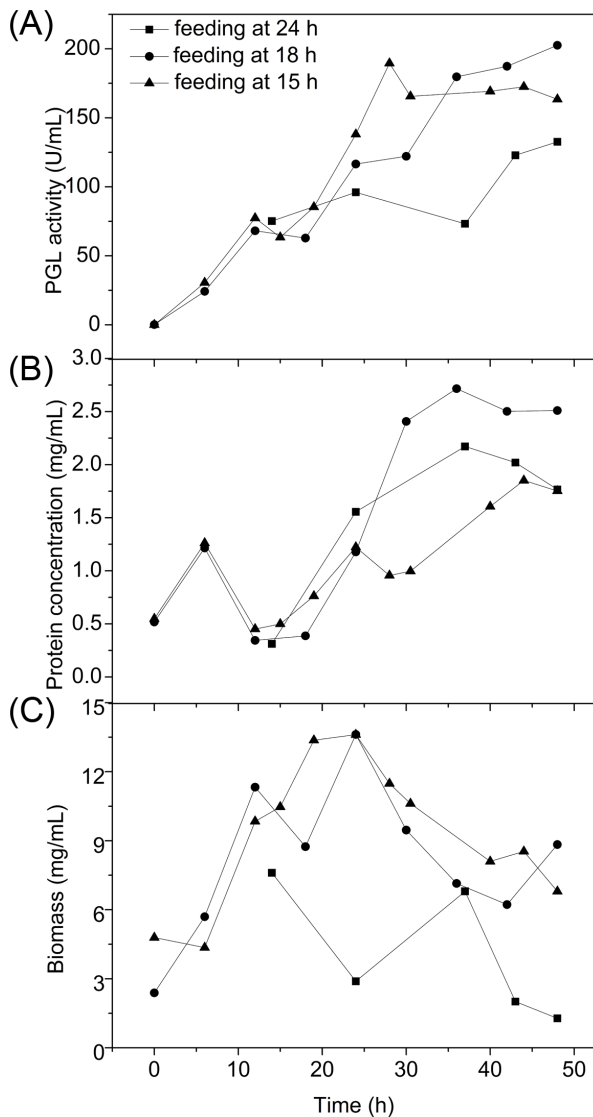 (A)
feeding at 24 h
feeding at 18 h
feeding at 15 h
200
150
100
50
0
PGL activity (U/mL)
(B)
3.0
2.5
2.0
1.5
1.0
0.5
0.0
Protein concentration (mg/mL)
(C)
15
12
9
6
3
0
Biomass (mg/mL)
0 10 20 30 40 50
Time (h)